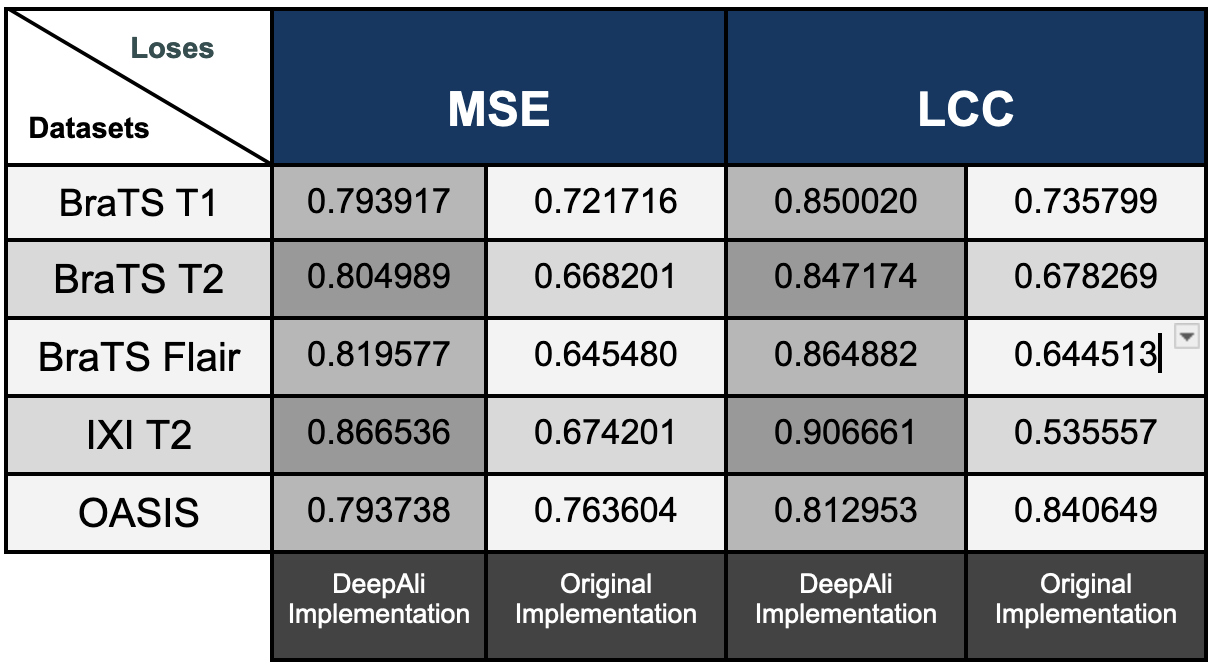 Loses
Datasets
MSE
LCC
BraTS T1
0.793917
0.721716
0.850020
0.735799
BraTS T2
0.804989
0.668201
0.847174
0.678269
BraTS Flair
0.819577
0.645480
0.864882
0.644513
IXI T2
0.866536
0.674201
0.906661
0.535557
OASIS
0.793738
0.763604
0.812953
0.840649
DeepAli
Implementation
Original
Implementation
DeepAli
Implementation
Original
Implementation